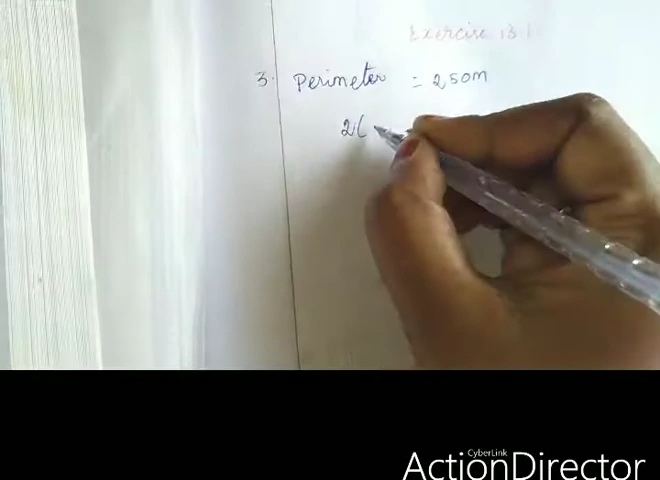 Exercise 13.1
3. Perimeter = 250m
2(
CyberLink
ActionDirector